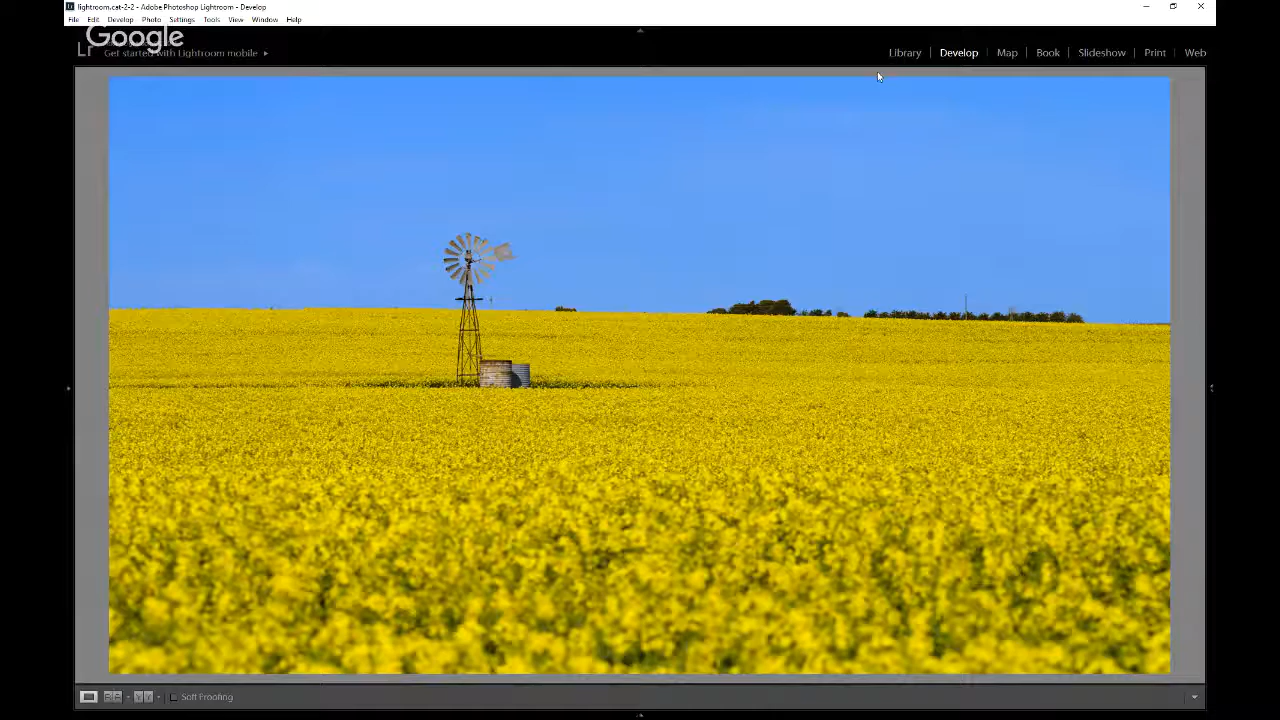 lightroom.cat-2-2 - Adobe Photoshop Lightroom - Develop
File Edit Develop Photo Settings Tools View Window Help
Google
Lr Get started with Lightroom mobile
Library Develop Map Book Slideshow Print Web
Soft Proofing